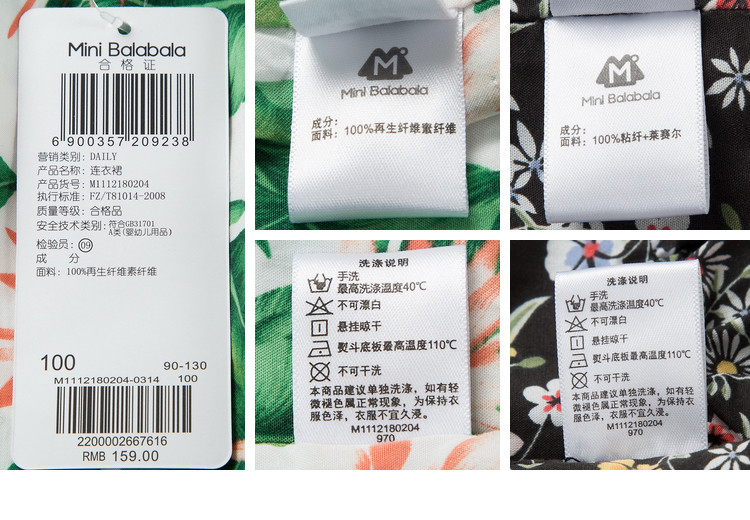 Mini Balabala
合格证
6 900357 209238
营销类别: DAILY
产品名称: 连衣裙
产品货号: M1112180204
执行标准: FZ/T81014-2008
质量等级: 合格品
安全技术类别: 符合GB31701
A类(婴幼儿用品)
检验员: 09
成 分
面料: 100%再生纤维素纤维
100
90-130
M1112180204-0314 100
2200002667616
RMB 159.00
M
Mini Balabala
成分:
面料: 100%再生纤维素纤维
M
Mini Balabala
成分:
面料: 100%粘纤+莱赛尔
洗涤说明
手洗
最高洗涤温度40℃
不可漂白
悬挂晾干
熨斗底板最高温度110℃
不可干洗
本商品建议单独洗涤，如有轻
微褪色属正常现象，为保持衣
服色泽，衣服不宜久浸。
M1112180204
970
洗涤说明
手洗
最高洗涤温度40℃
不可漂白
悬挂晾干
熨斗底板最高温度110℃
不可干洗
本商品建议单独洗涤，如有轻
微褪色属正常现象，为保持衣
服色泽，衣服不宜久浸。
M1112180204
970